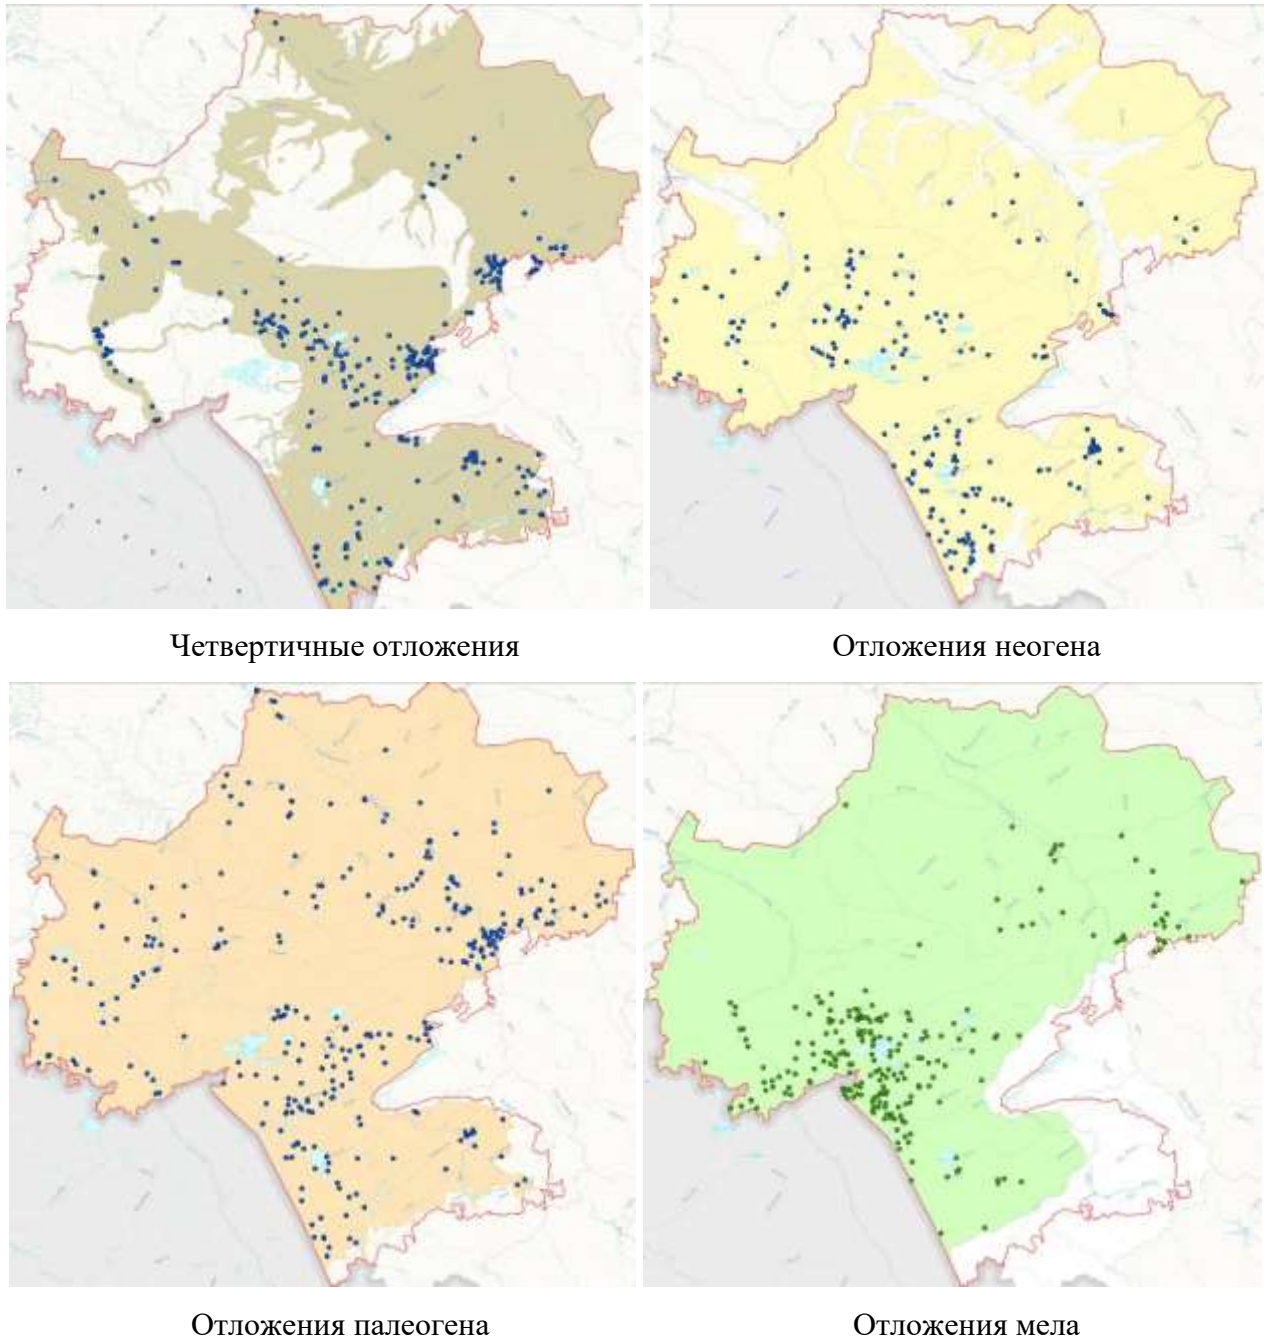 Четвертичные отложения
Отложения неогена
Отложения палеогена
Отложения мела